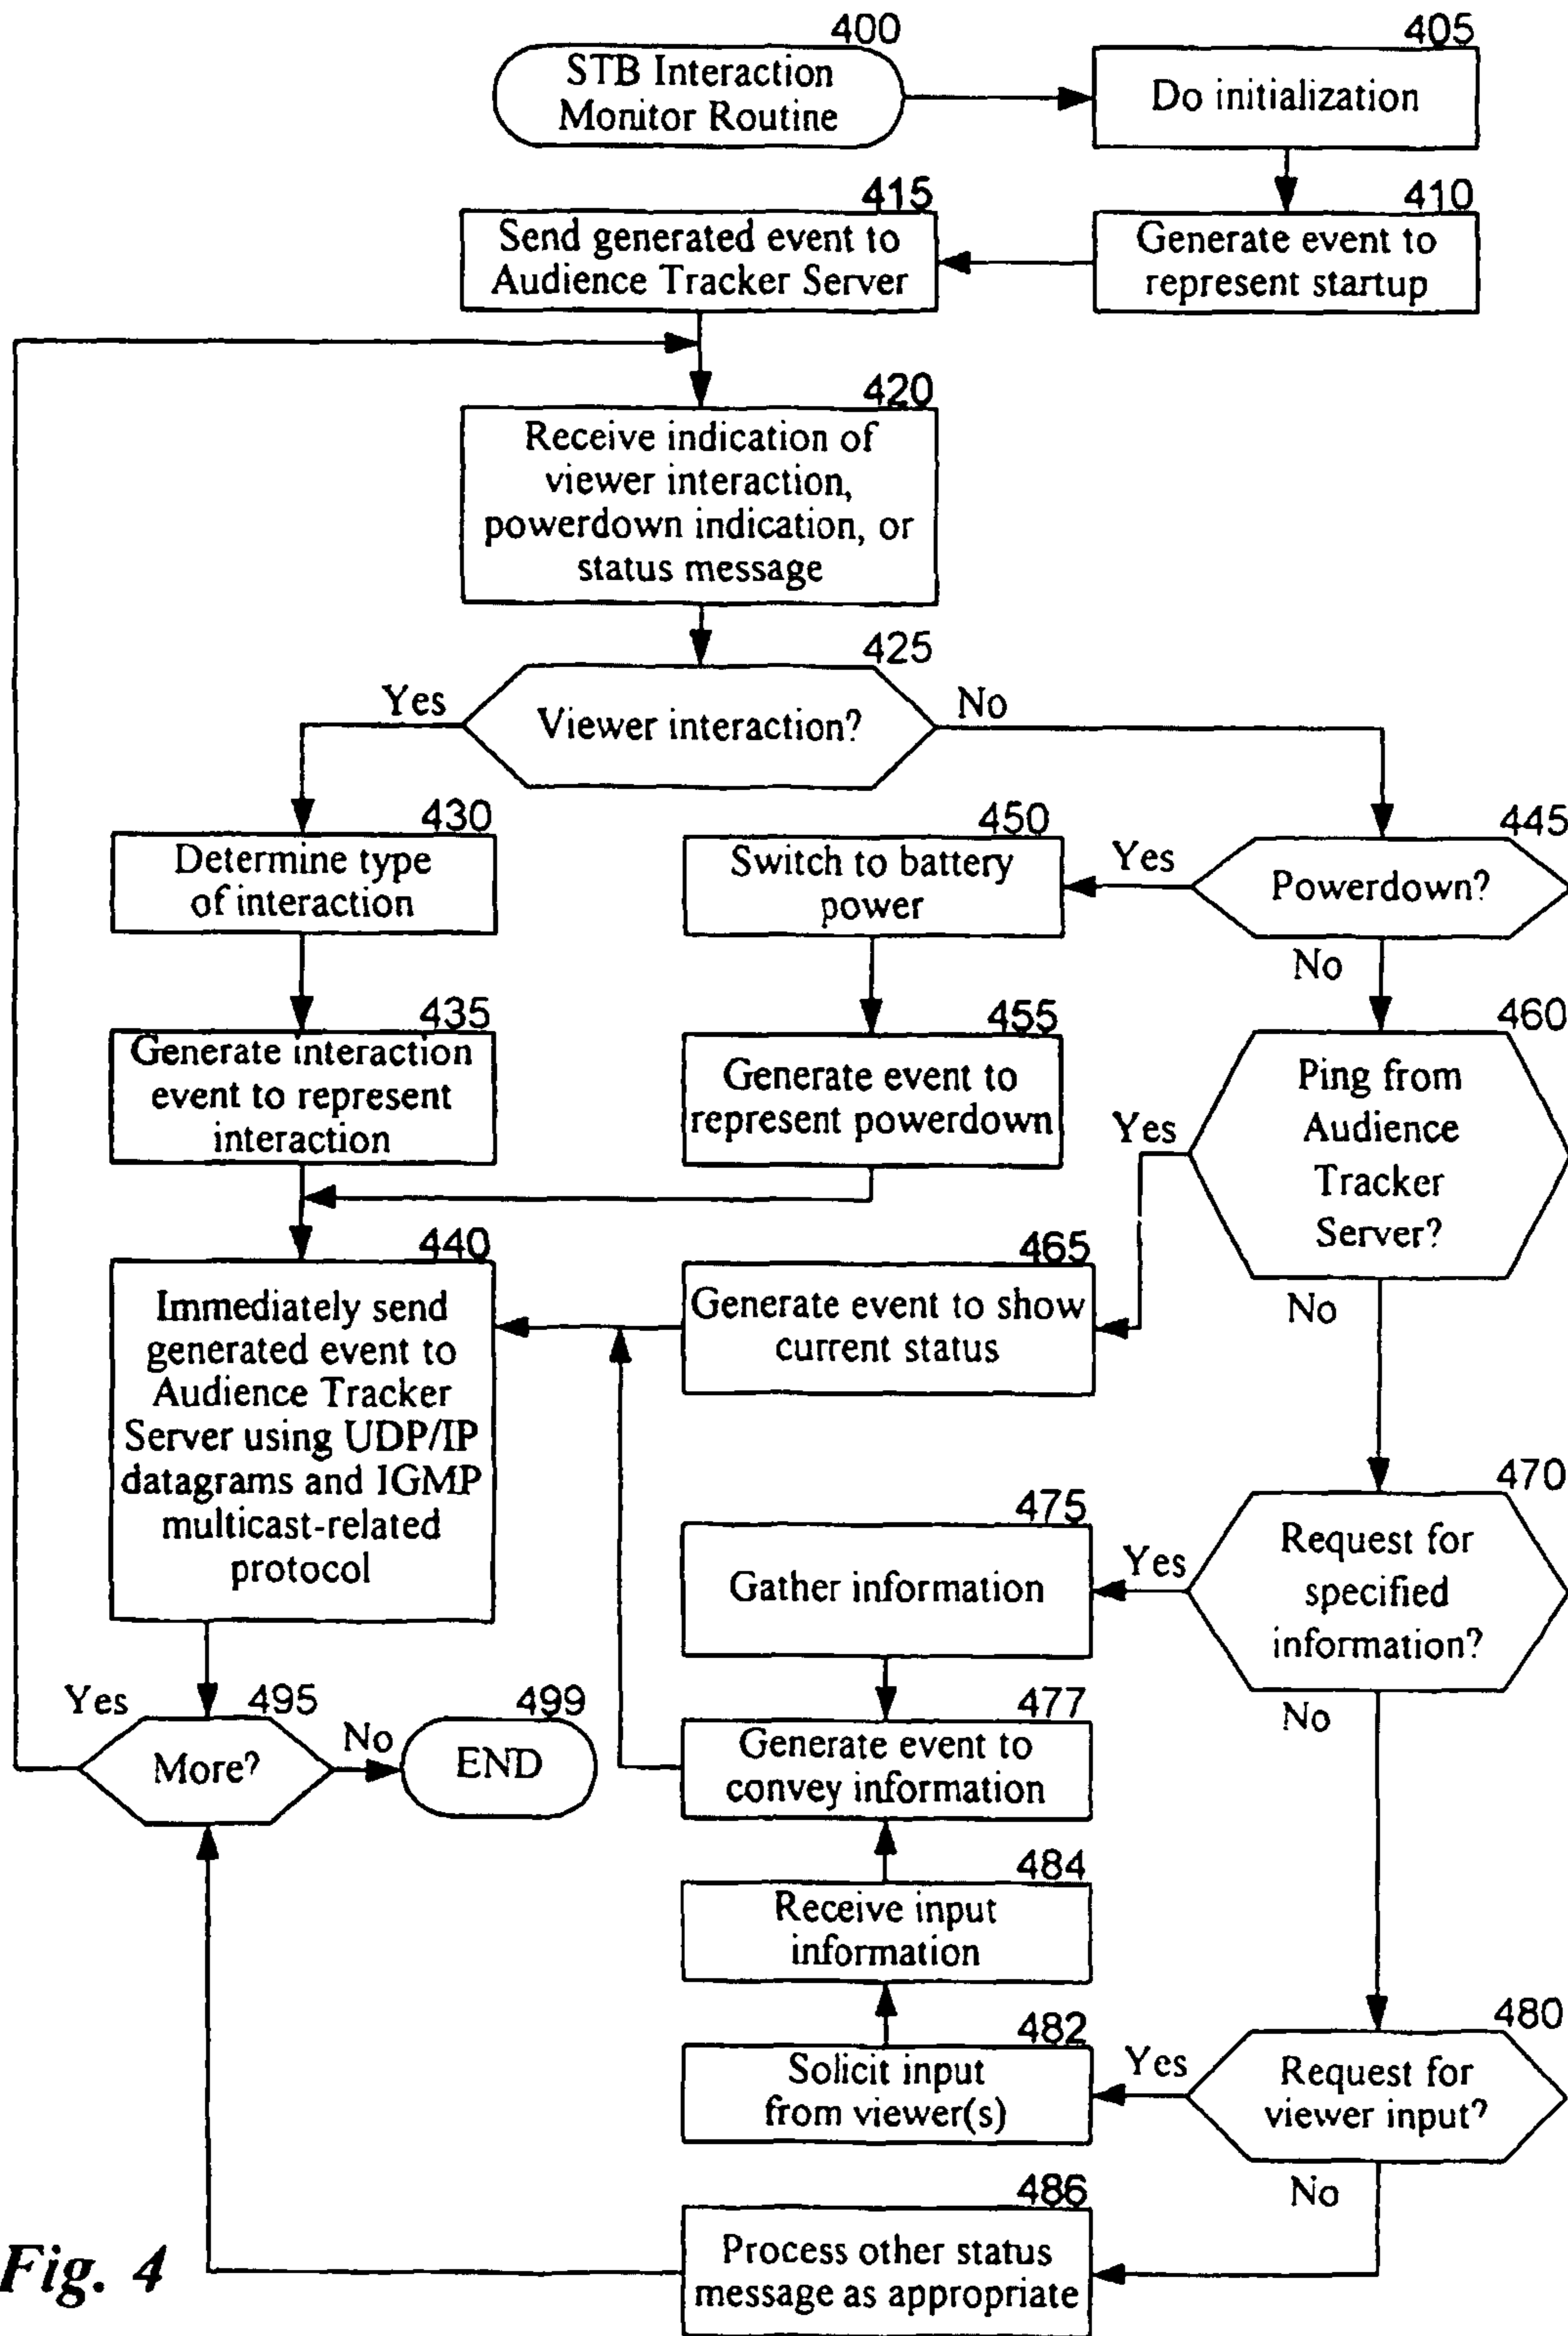 400
STB Interaction
Monitor Routine
405
Do initialization
415
Send generated event to
Audience Tracker Server
410
Generate event to
represent startup
420
Receive indication of
viewer interaction,
powerdown indication, or
status message
425
Yes
Viewer interaction?
No
430
Determine type
of interaction
450
Switch to battery
power
Yes
445
Powerdown?
No
435
Generate interaction
event to represent
interaction
455
Generate event to
represent powerdown
460
Yes
Ping from
Audience
Tracker
Server?
No
440
Immediately send
generated event to
Audience Tracker
Server using UDP/IP
datagrams and IGMP
multicast-related
protocol
465
Generate event to show
current status
470
475
Gather information
Yes
Request for
specified
information?
No
Yes
495
More?
No
499
END
477
Generate event to
convey information
484
Receive input
information
482
Solicit input
from viewer(s)
Yes
480
Request for
viewer input?
No
486
Process other status
message as appropriate
Fig. 4